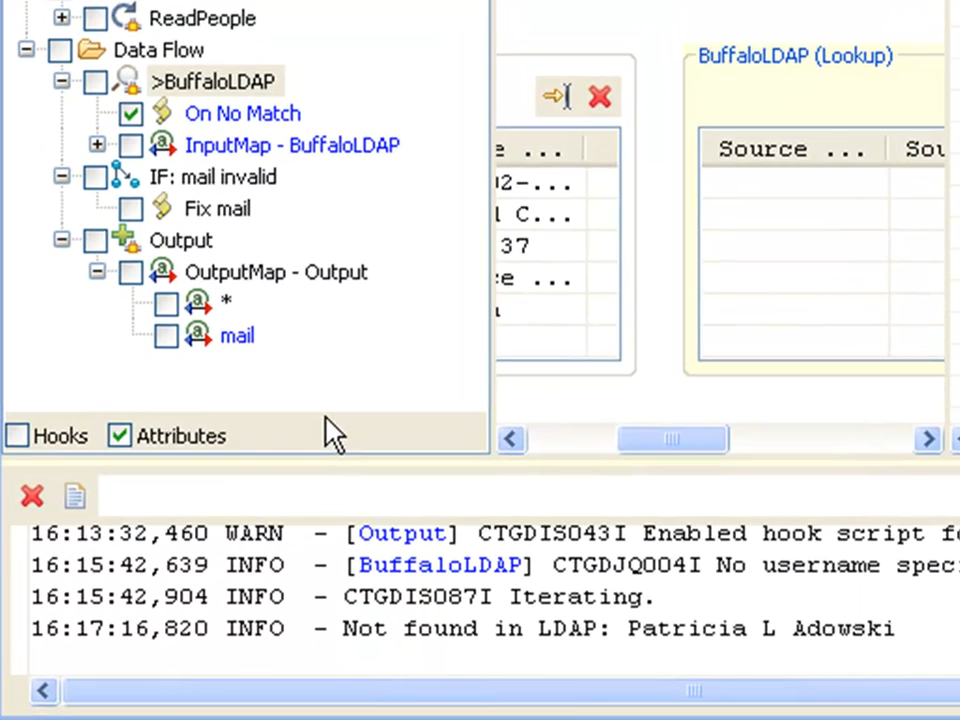 ReadPeople
Data Flow
>BuffaloLDAP
On No Match
InputMap - BuffaloLDAP
IF: mail invalid
Fix mail
Output
OutputMap - Output
*
mail
Hooks
Attributes
e ...
02-...
l C...
37
ce ...
BuffaloLDAP (Lookup)
Source ... Sou
16:13:32,460 WARN - [Output] CTGDIS043I Enabled hook script fo
16:15:42,639 INFO - [BuffaloLDAP] CTGDJQ004I No username spec
16:15:42,904 INFO - CTGDIS087I Iterating.
16:17:16,820 INFO - Not found in LDAP: Patricia L Adowski